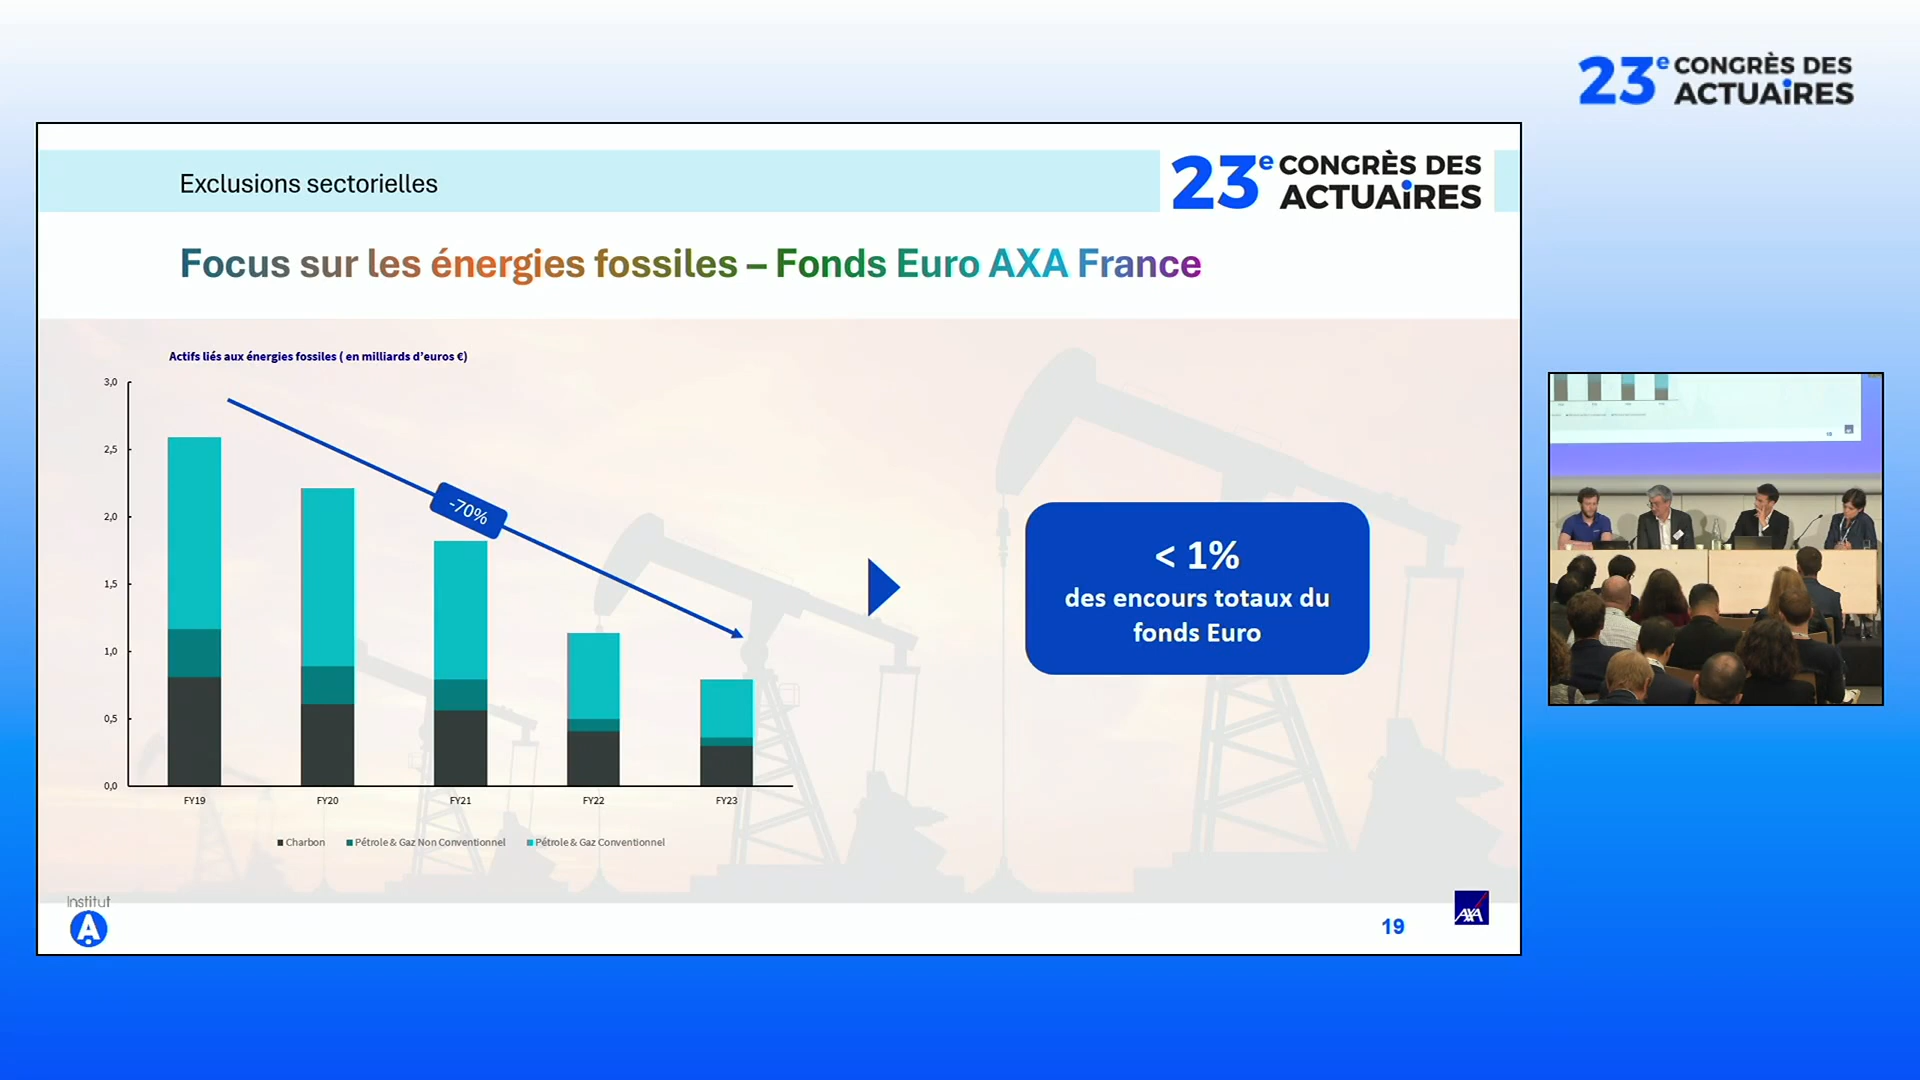 23e CONGRÈS DES
ACTUAiRES
Exclusions sectorielles
23e CONGRÈS DES
ACTUAiRES
Focus sur les énergies fossiles – Fonds Euro AXA France
Actifs liés aux énergies fossiles ( en milliards d’euros €)
3,0
2,5
2,0
1,5
1,0
0,5
0,0
-70%
FY19 FY20 FY21 FY22 FY23
Charbon Pétrole & Gaz Non Conventionnel Pétrole & Gaz Conventionnel
< 1%
des encours totaux du
fonds Euro
Institut
A
19
AXA